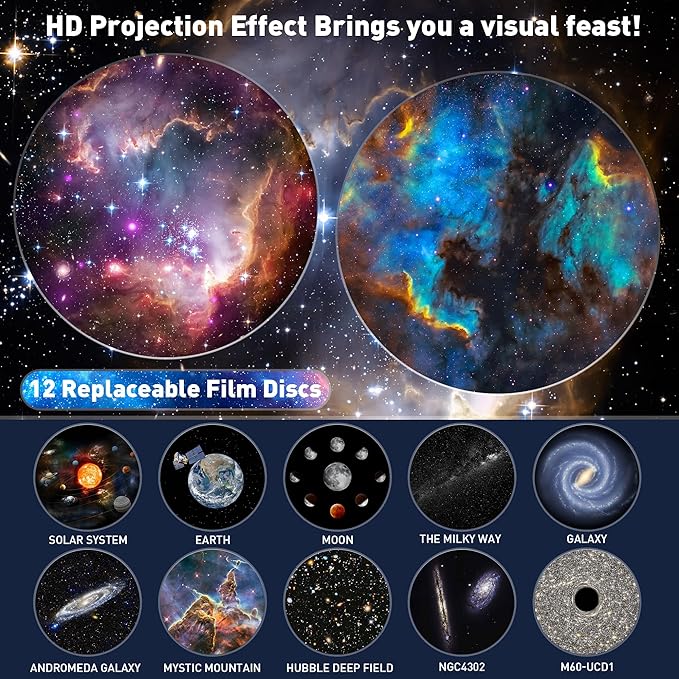 HD Projection Effect Brings you a visual feast!
12 Replaceable Film Discs
SOLAR SYSTEM
EARTH
MOON
THE MILKY WAY
GALAXY
ANDROMEDA GALAXY
MYSTIC MOUNTAIN
HUBBLE DEEP FIELD
NGC4302
M60-UCD1